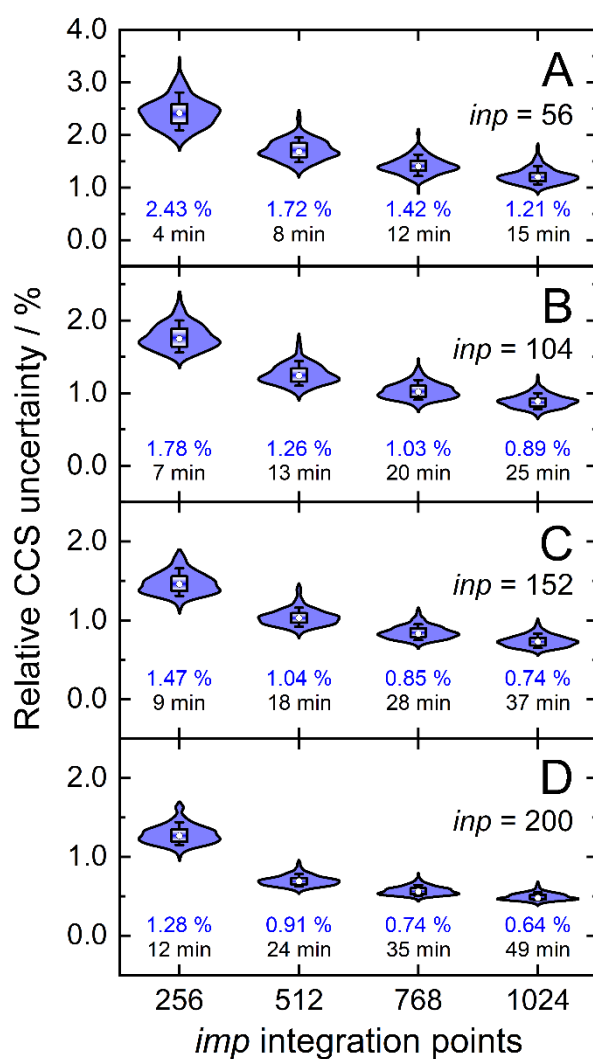 Relative CCS uncertainty / %
4.0
3.0
2.0
1.0
0.0
A
inp = 56
2.43 % 1.72 % 1.42 % 1.21 %
4 min 8 min 12 min 15 min
2.0
1.0
0.0
B
inp = 104
1.78 % 1.26 % 1.03 % 0.89 %
7 min 13 min 20 min 25 min
2.0
1.0
0.0
C
inp = 152
1.47 % 1.04 % 0.85 % 0.74 %
9 min 18 min 28 min 37 min
2.0
1.0
0.0
D
inp = 200
1.28 % 0.91 % 0.74 % 0.64 %
12 min 24 min 35 min 49 min
256 512 768 1024
imp integration points